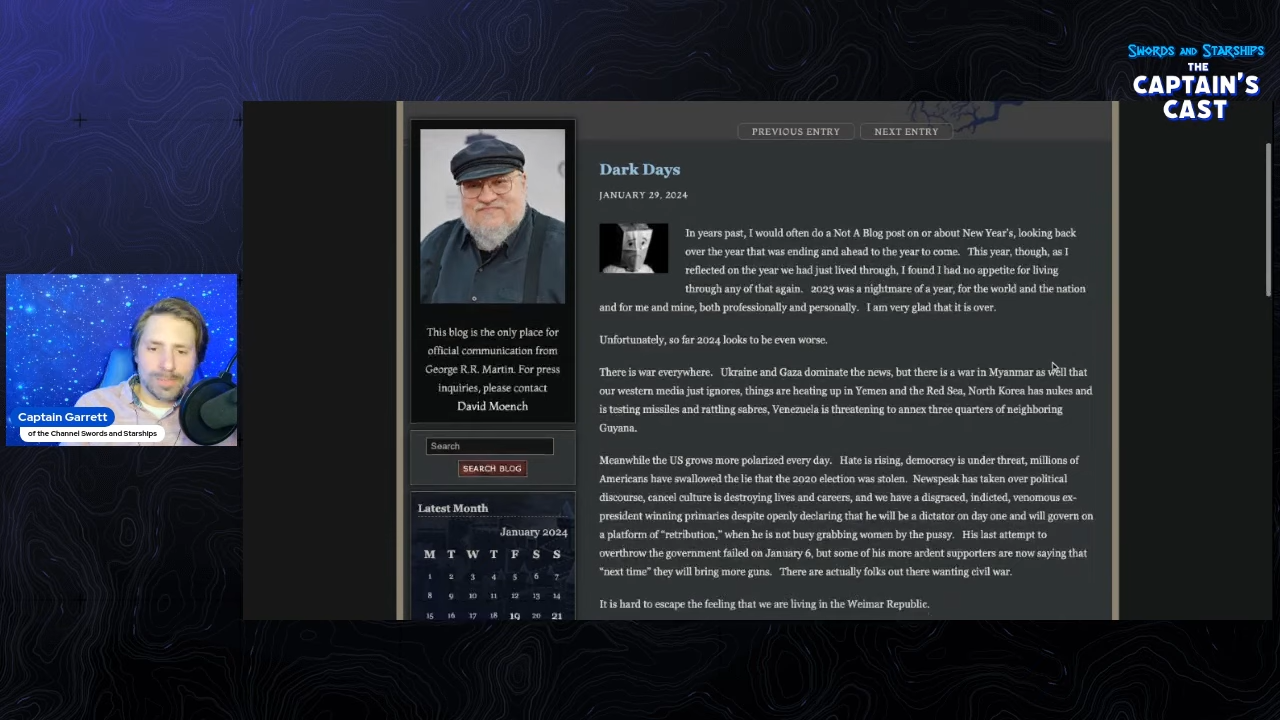 SWORDS AND STARSHIPS
THE
CAPTAIN'S
CAST
PREVIOUS ENTRY
NEXT ENTRY
Dark Days
JANUARY 29, 2024
In years past, I would often do a Not A Blog post on or about New Year's, looking back
over the year that was ending and ahead to the year to come. This year, though, as I
reflected on the year we had just lived through, I found I had no appetite for living
through any of that again. 2023 was a nightmare of a year, for the world and the nation
and for me and mine, both professionally and personally. I am very glad that it is over.
Unfortunately, so far 2024 looks to be even worse.
There is war everywhere. Ukraine and Gaza dominate the news, but there is a war in Myanmar as well that
our western media just ignores, things are heating up in Yemen and the Red Sea, North Korea has nukes and
is testing missiles and rattling sabres, Venezuela is threatening to annex three quarters of neighboring
Guyana.
Meanwhile the US grows more polarized every day. Hate is rising, democracy is under threat, millions of
Americans have swallowed the lie that the 2020 election was stolen. Newspeak has taken over political
discourse, cancel culture is destroying lives and careers, and we have a disgraced, indicted, venomous ex-
president winning primaries despite openly declaring that he will be a dictator on day one and will govern on
a platform of "retribution," when he is not busy grabbing women by the pussy. His last attempt to
overthrow the government failed on January 6, but some of his more ardent supporters are now saying that
"next time" they will bring more guns. There are actually folks out there wanting civil war.
It is hard to escape the feeling that we are living in the Weimar Republic.
This blog is the only place for
official communication from
George R.R. Martin. For press
inquiries, please contact
David Moench
Search
SEARCH BLOG
Latest Month
January 2024
M T W T F S S
1 2 3 4 5 6 7
8 9 10 11 12 13 14
15 16 17 18 19 20 21
Captain Garrett
of the Channel Swords and Starships